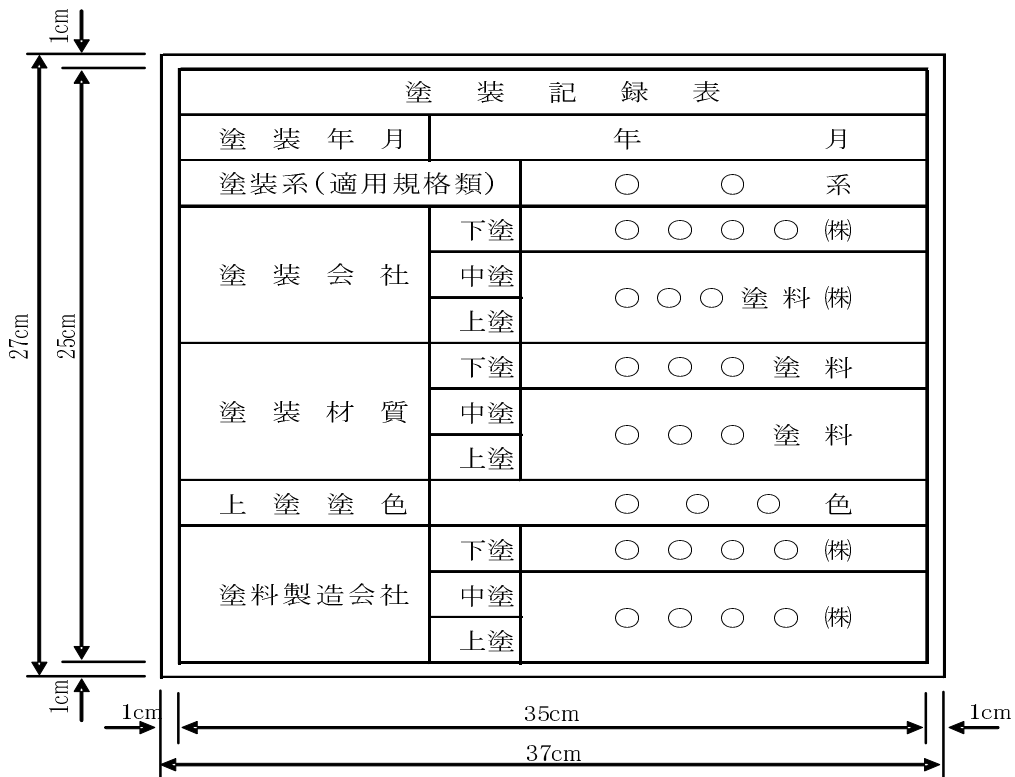 1cm
27cm
25cm
1cm
塗装記録表
塗装年月 年 月
塗装系(適用規格類) ○ ○ 系
塗装会社
下塗 ○○○○㈱
中塗
上塗
○○○塗料㈱
塗装材質
下塗 ○○○塗料
中塗
上塗
○○○塗料
上塗塗色 ○○○色
塗料製造会社
下塗 ○○○○㈱
中塗
上塗
○○○○㈱
1cm 35cm 1cm
37cm